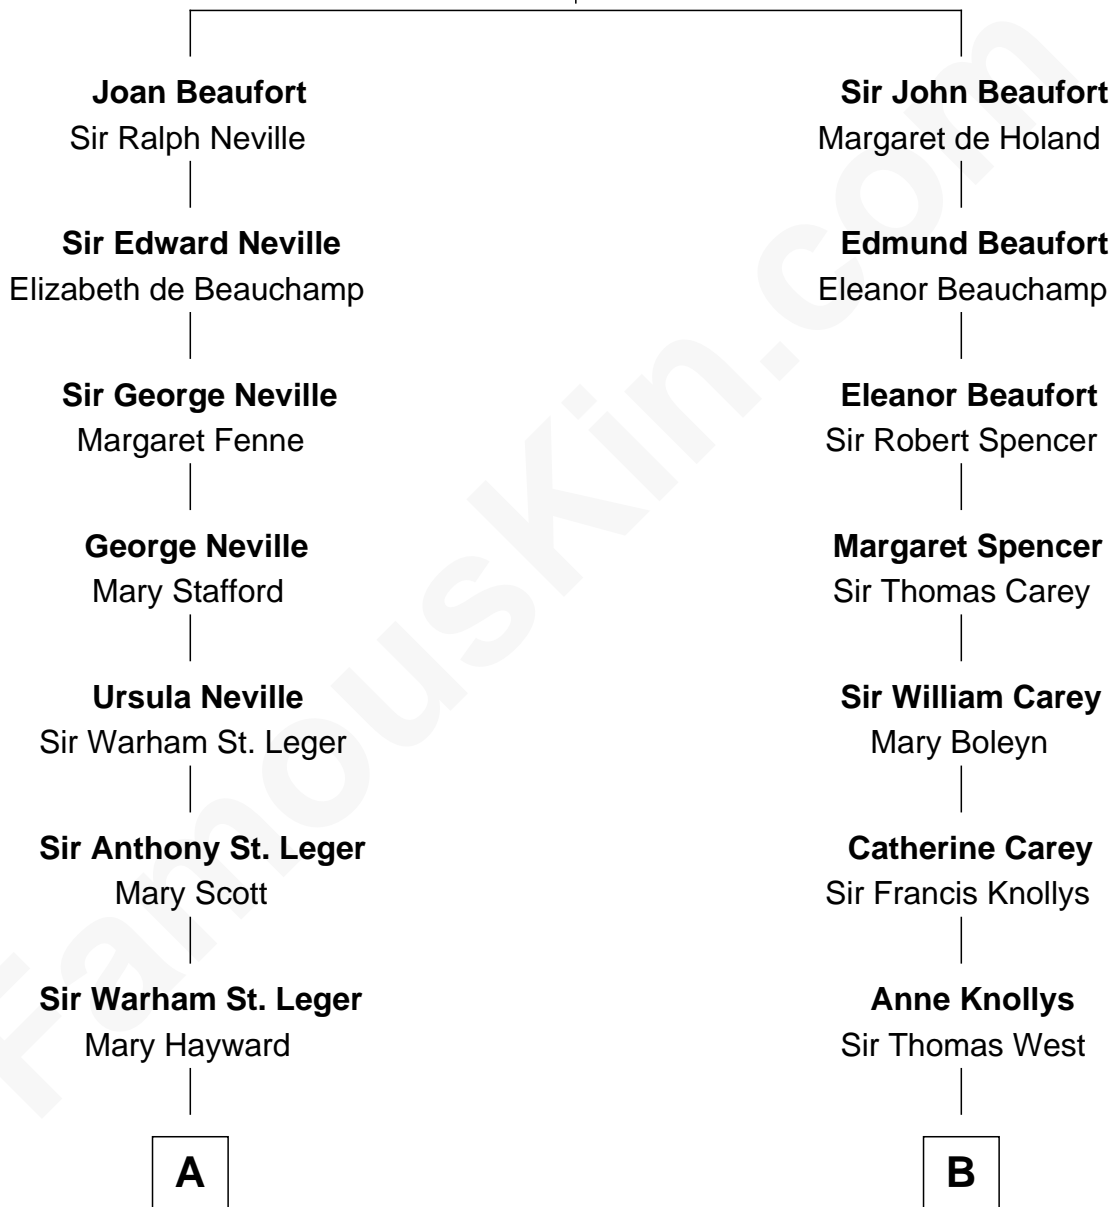 Joan Beaufort
Sir Ralph Neville
Sir Edward Neville
Elizabeth de Beauchamp
Sir George Neville
Margaret Fenne
George Neville
Mary Stafford
Ursula Neville
Sir Warham St. Leger
Sir Anthony St. Leger
Mary Scott
Sir Warham St. Leger
Mary Hayward
A
Sir John Beaufort
Margaret de Holand
Edmund Beaufort
Eleanor Beauchamp
Eleanor Beaufort
Sir Robert Spencer
Margaret Spencer
Sir Thomas Carey
Sir William Carey
Mary Boleyn
Catherine Carey
Sir Francis Knollys
Anne Knollys
Sir Thomas West
B
FamousKin.com